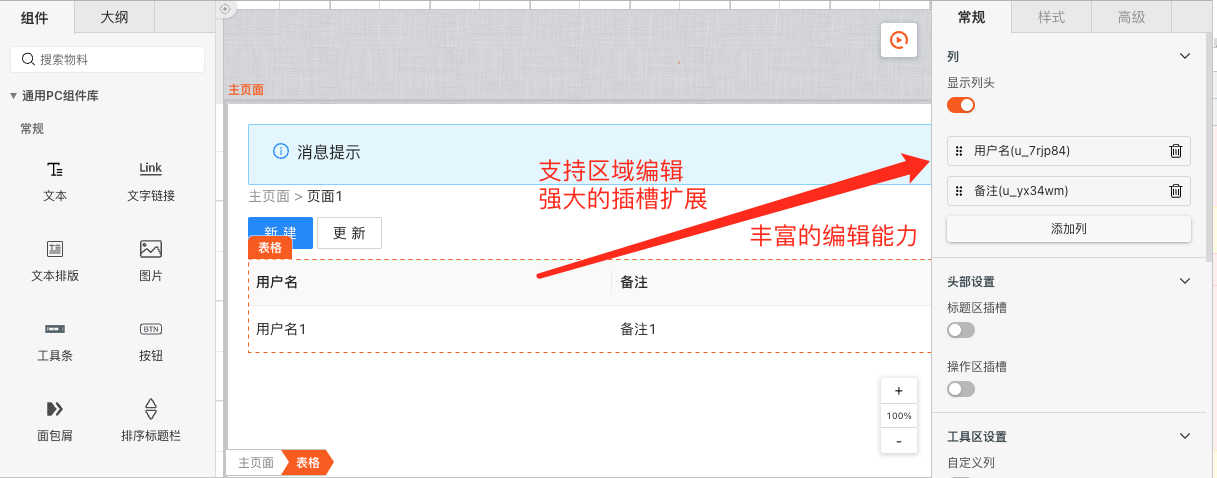 组件
大纲
搜索物料
通用PC组件库
常规
文本
文字链接
文本排版
图片
工具条
按钮
面包屑
排序标题栏
主页面
消息提示
主页面 > 页面1
新 建
更 新
表格
用户名
备注
用户名1
备注1
支持区域编辑
强大的插槽扩展
丰富的编辑能力
+
100%
-
主页面
表格
常规
样式
高级
列
显示列头
用户名(u_7rjp84)
备注(u_yx34wm)
添加列
头部设置
标题区插槽
操作区插槽
工具区设置
自定义列